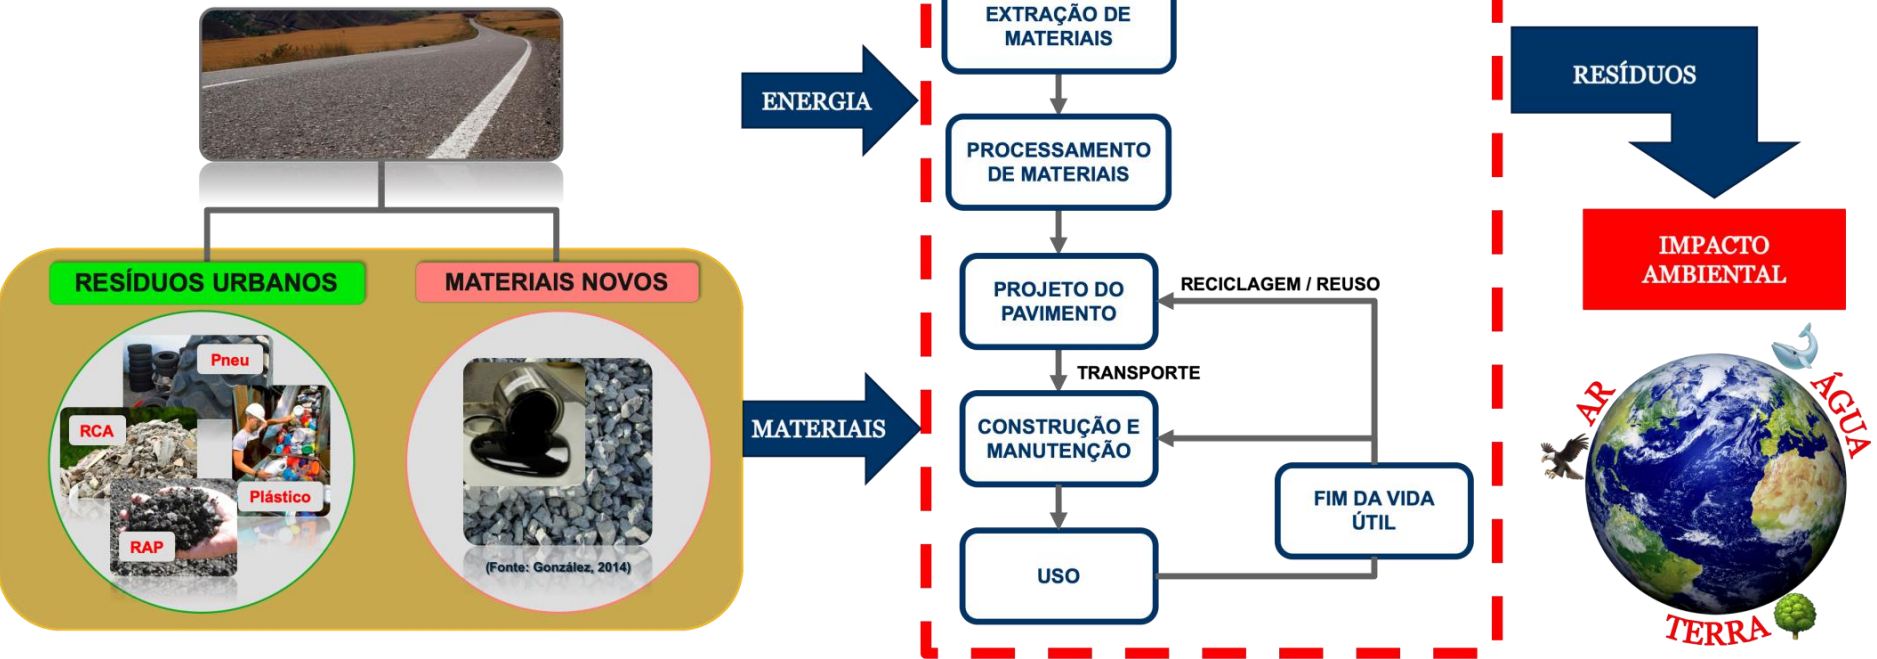 RESÍDUOS URBANOS
MATERIAIS NOVOS
Pneu
RCA
Plástico
RAP
(Fonte: González, 2014)
ENERGIA
MATERIAIS
EXTRAÇÃO DE
MATERIAIS
PROCESSAMENTO
DE MATERIAIS
PROJETO DO
PAVIMENTO
RECICLAGEM / REUSO
TRANSPORTE
CONSTRUÇÃO E
MANUTENÇÃO
FIM DA VIDA
ÚTIL
USO
RESÍDUOS
IMPACTO
AMBIENTAL
AR
ÁGUA
TERRA